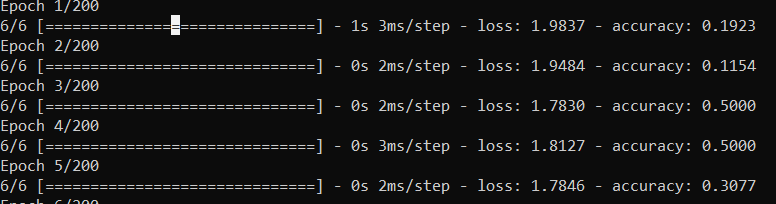 Epoch 1/200
6/6 [==============================] - 1s 3ms/step - loss: 1.9837 - accuracy: 0.1923
Epoch 2/200
6/6 [==============================] - 0s 2ms/step - loss: 1.9484 - accuracy: 0.1154
Epoch 3/200
6/6 [==============================] - 0s 2ms/step - loss: 1.7830 - accuracy: 0.5000
Epoch 4/200
6/6 [==============================] - 0s 3ms/step - loss: 1.8127 - accuracy: 0.5000
Epoch 5/200
6/6 [==============================] - 0s 2ms/step - loss: 1.7846 - accuracy: 0.3077
Epoch 6/200